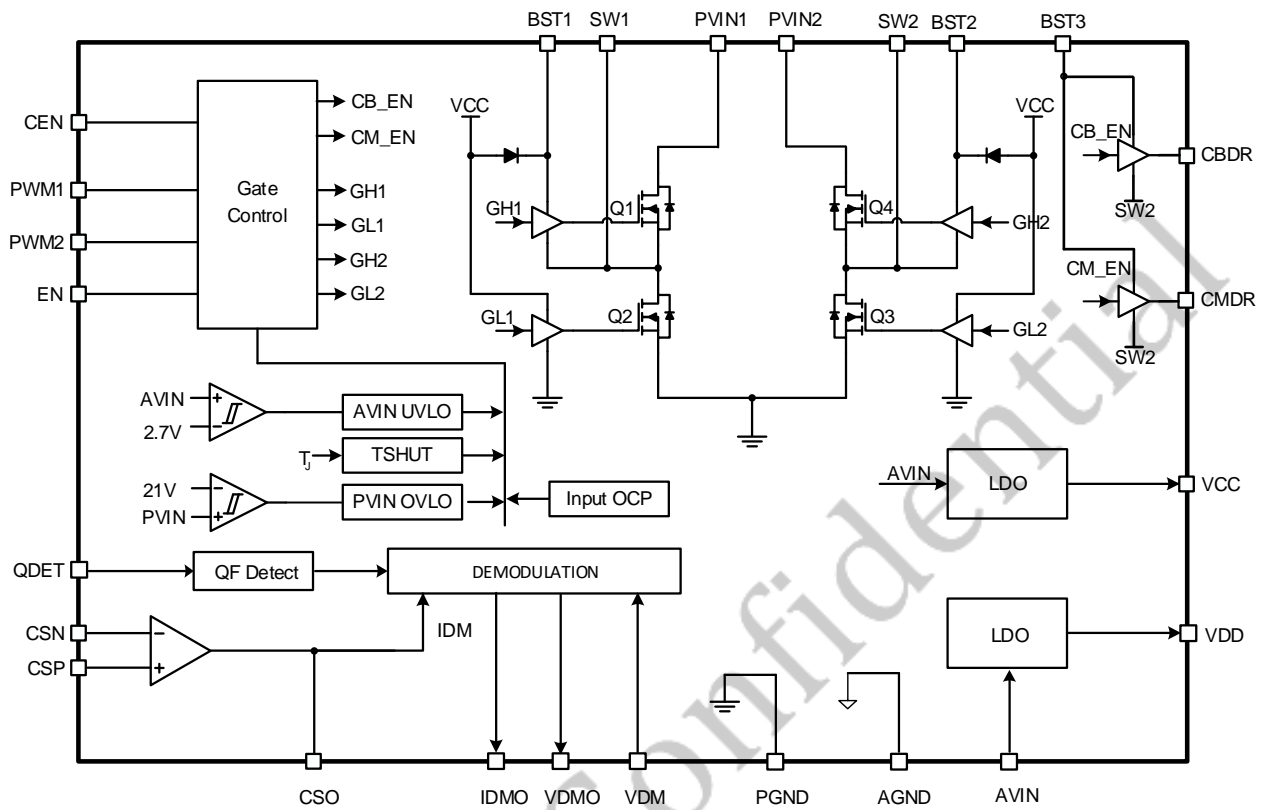 BST1 SW1 PVIN1 PVIN2 SW2 BST2 BST3
CEN
PWM1
PWM2
EN
Gate
Control
CB_EN
CM_EN
GH1
GL1
GH2
GL2
VCC
VCC
GH1
Q1
Q4
GH2
GL1
Q2
Q3
GL2
CB_EN
CBDR
SW2
CM_EN
CMDR
SW2
AVIN
+
2.7V
−
AVIN UVLO
TJ
TSHUT
21V
−
PVIN
+
PVIN OVLO
Input OCP
AVIN
LDO
VCC
QDET
QF Detect
DEMODULATION
IDM
CSN
−
CSP
+
LDO
VDD
CSO IDMO VDMO VDM PGND AGND AVIN
Confidential